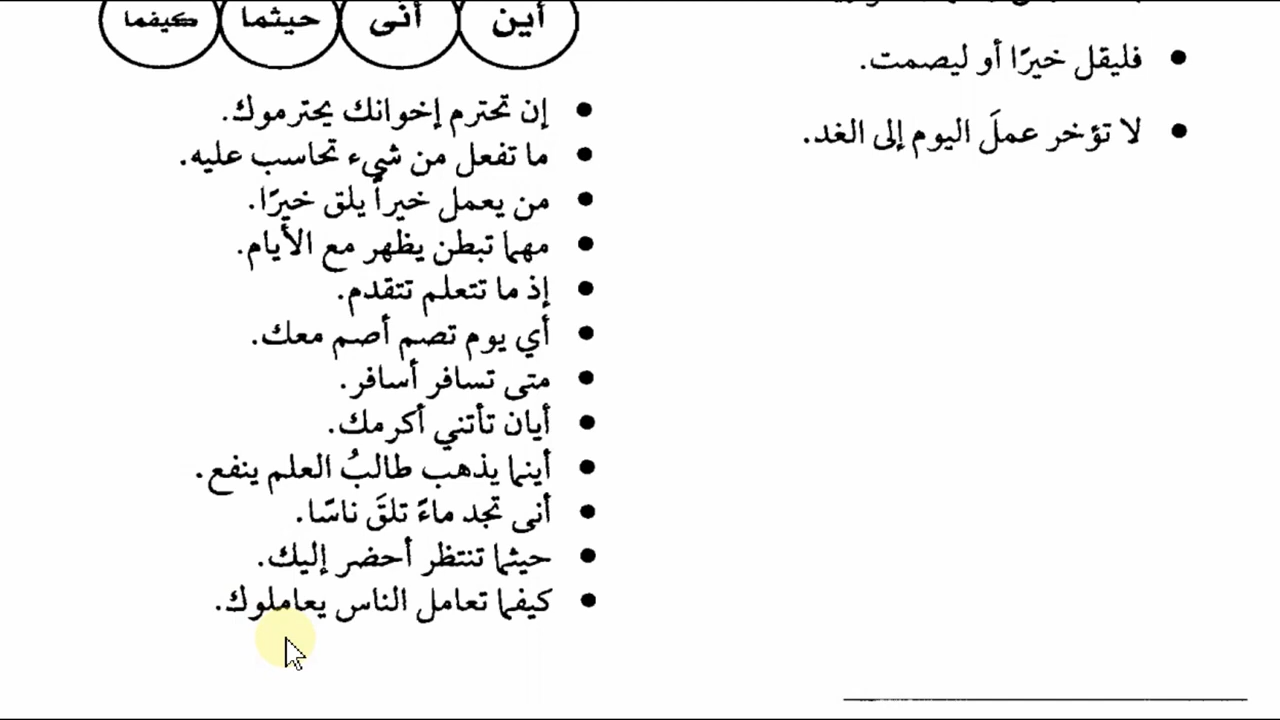 فليقل خيرًا أو ليصمت.
لا تؤخر عملَ اليوم إلى الغد.
أين أنى حيثما كيفما
إن تحترم إخوانك يحترموك.
ما تفعل من شيء تحاسب عليه.
من يعمل خيراً يلق خيرًا.
مهما تبطن يظهر مع الأيام.
إذ ما تتعلم تتقدم.
أي يوم تصم أصم معك.
متى تسافر أسافر.
أيان تأتني أكرمك.
أينما يذهب طالبُ العلم ينفع.
أنى تجد ماءً تلقَ ناسًا.
حيثما تنتظر أحضر إليك.
كيفما تعامل الناس يعاملوك.